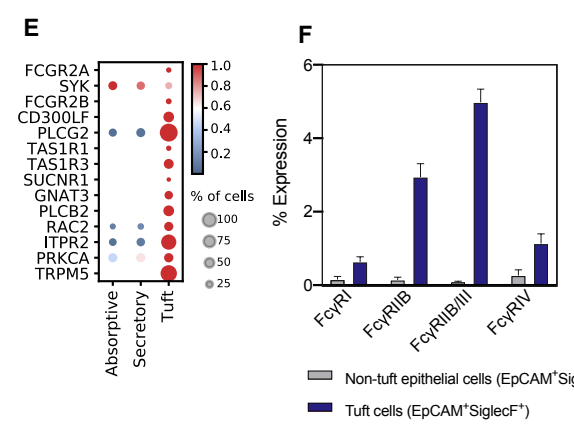 E
FCGR2A
SYK
FCGR2B
CD300LF
PLCG2
TAS1R1
TAS1R3
SUCNR1
GNAT3
PLCB2
RAC2
ITPR2
PRKCA
TRPM5
Absorptive
Secretory
Tuft
1.0
0.8
0.6
0.4
0.2
% of cells
100
75
50
25
F
% Expression
6
4
2
0
FcγRI
FcγRIIB
FcγRIIB/III
FcγRIV
Non-tuft epithelial cells (EpCAM⁺Sig
Tuft cells (EpCAM⁺SiglecF⁺)